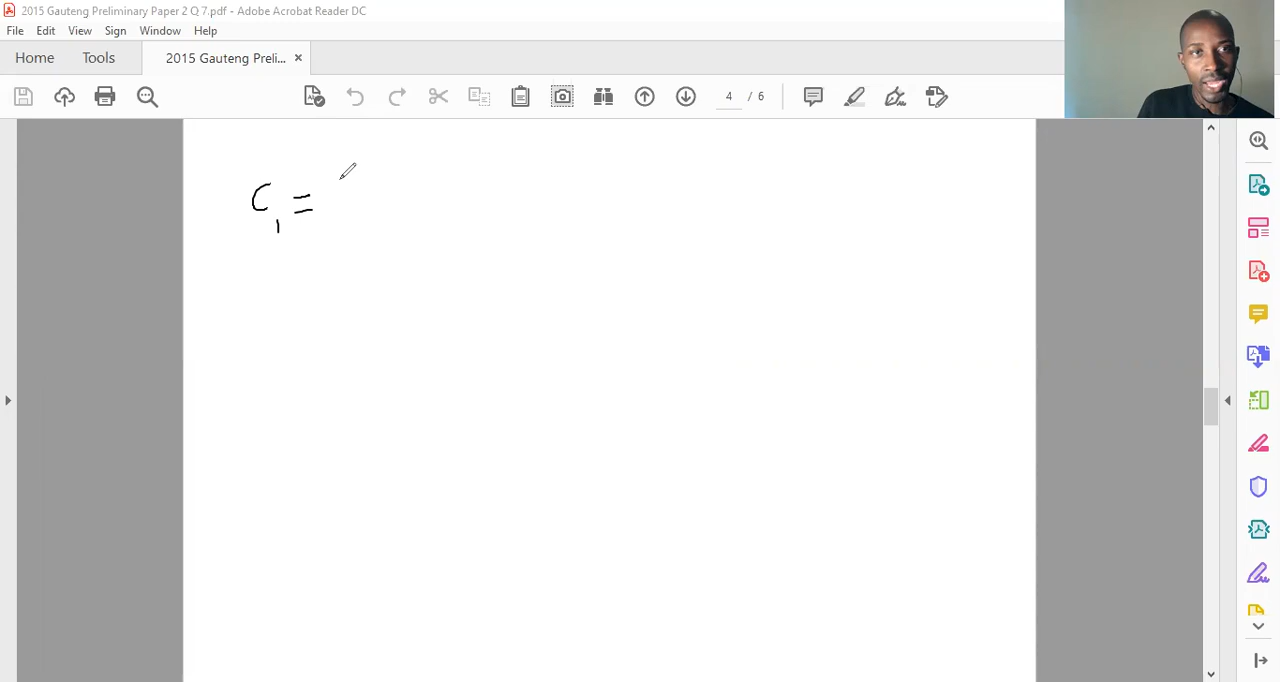 2015 Gauteng Preliminary Paper 2 Q 7.pdf - Adobe Acrobat Reader DC
File Edit View Sign Window Help
Home Tools 2015 Gauteng Preli... ×
4 / 6
C₁ =